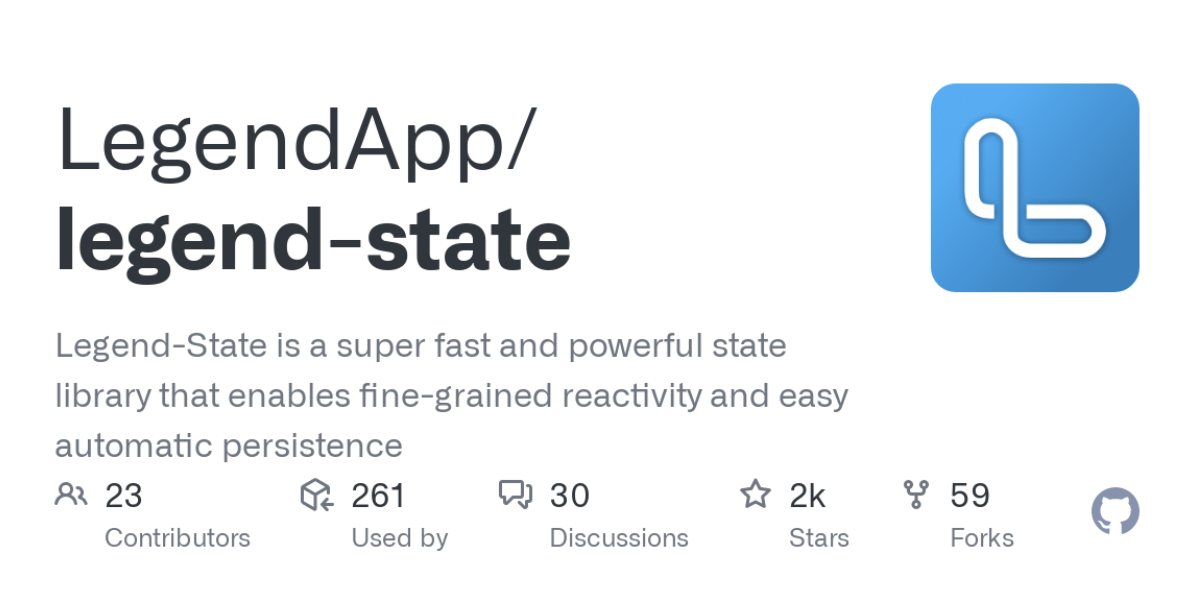 LegendApp/
legend-state
Legend-State is a super fast and powerful state
library that enables fine-grained reactivity and easy
automatic persistence
23 261 30 2k 59
Contributors Used by Discussions Stars Forks